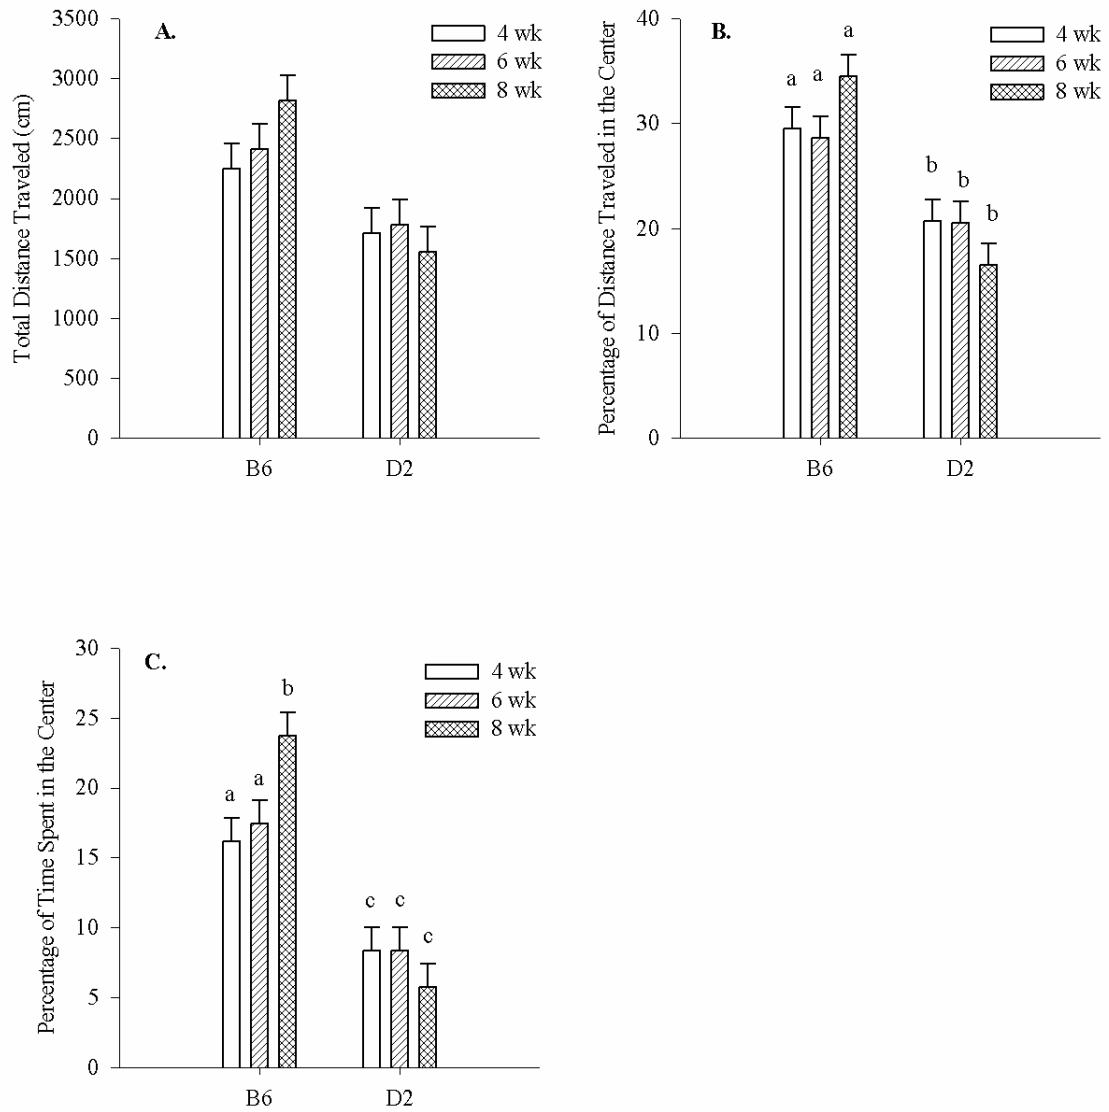 A.
Total Distance Traveled (cm)
3500
3000
2500
2000
1500
1000
500
0
4 wk
6 wk
8 wk
B6
D2
B.
Percentage of Distance Traveled in the Center
40
30
20
10
0
a
a
a
b
b
b
4 wk
6 wk
8 wk
B6
D2
C.
Percentage of Time Spent in the Center
30
25
20
15
10
5
0
a
a
b
c
c
c
4 wk
6 wk
8 wk
B6
D2